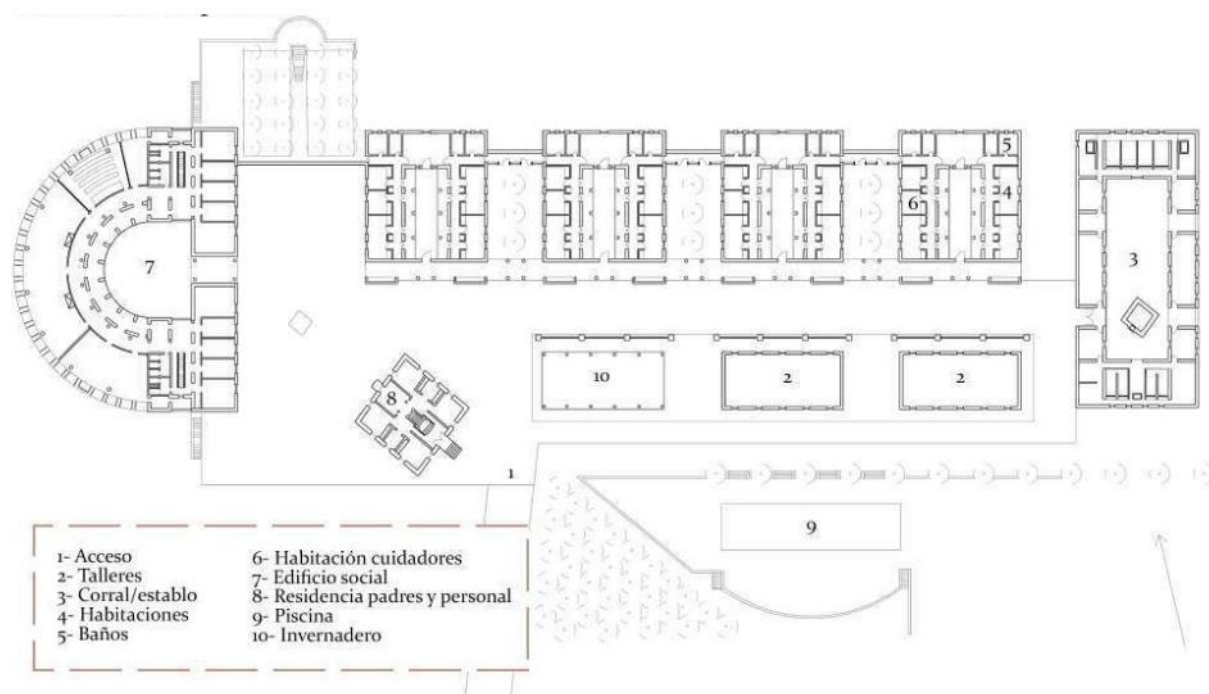 5
7
6
4
3
10
2
2
8
1
9
1- Acceso
2- Talleres
3- Corral/establo
4- Habitaciones
5- Baños
6- Habitación cuidadores
7- Edificio social
8- Residencia padres y personal
9- Piscina
10- Invernadero